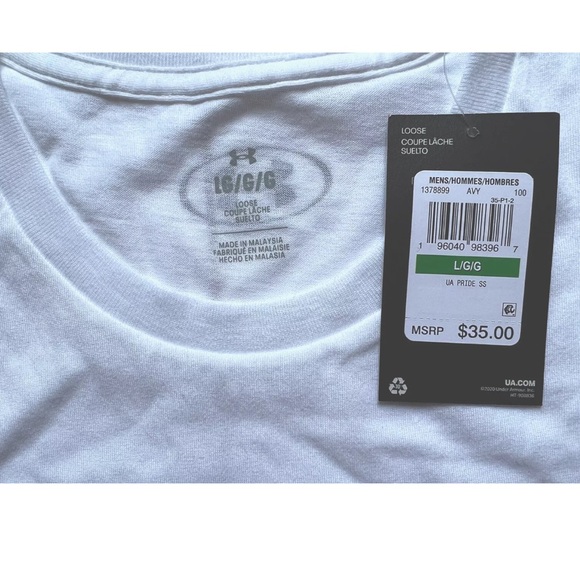 LG/G/G
LOOSE
COUPE LÂCHE
SUELTO
MADE IN MALAYSIA
FABRIQUÉ EN MALAISIE
HECHO EN MALASIA
LOOSE
COUPE LÂCHE
SUELTO
MENS/HOMMES/HOMBRES
1378899 AVY 100
35-P1-2
1 96040 98396 7
L/G/G
UA PRIDE SS
MSRP $35.00
UA.COM